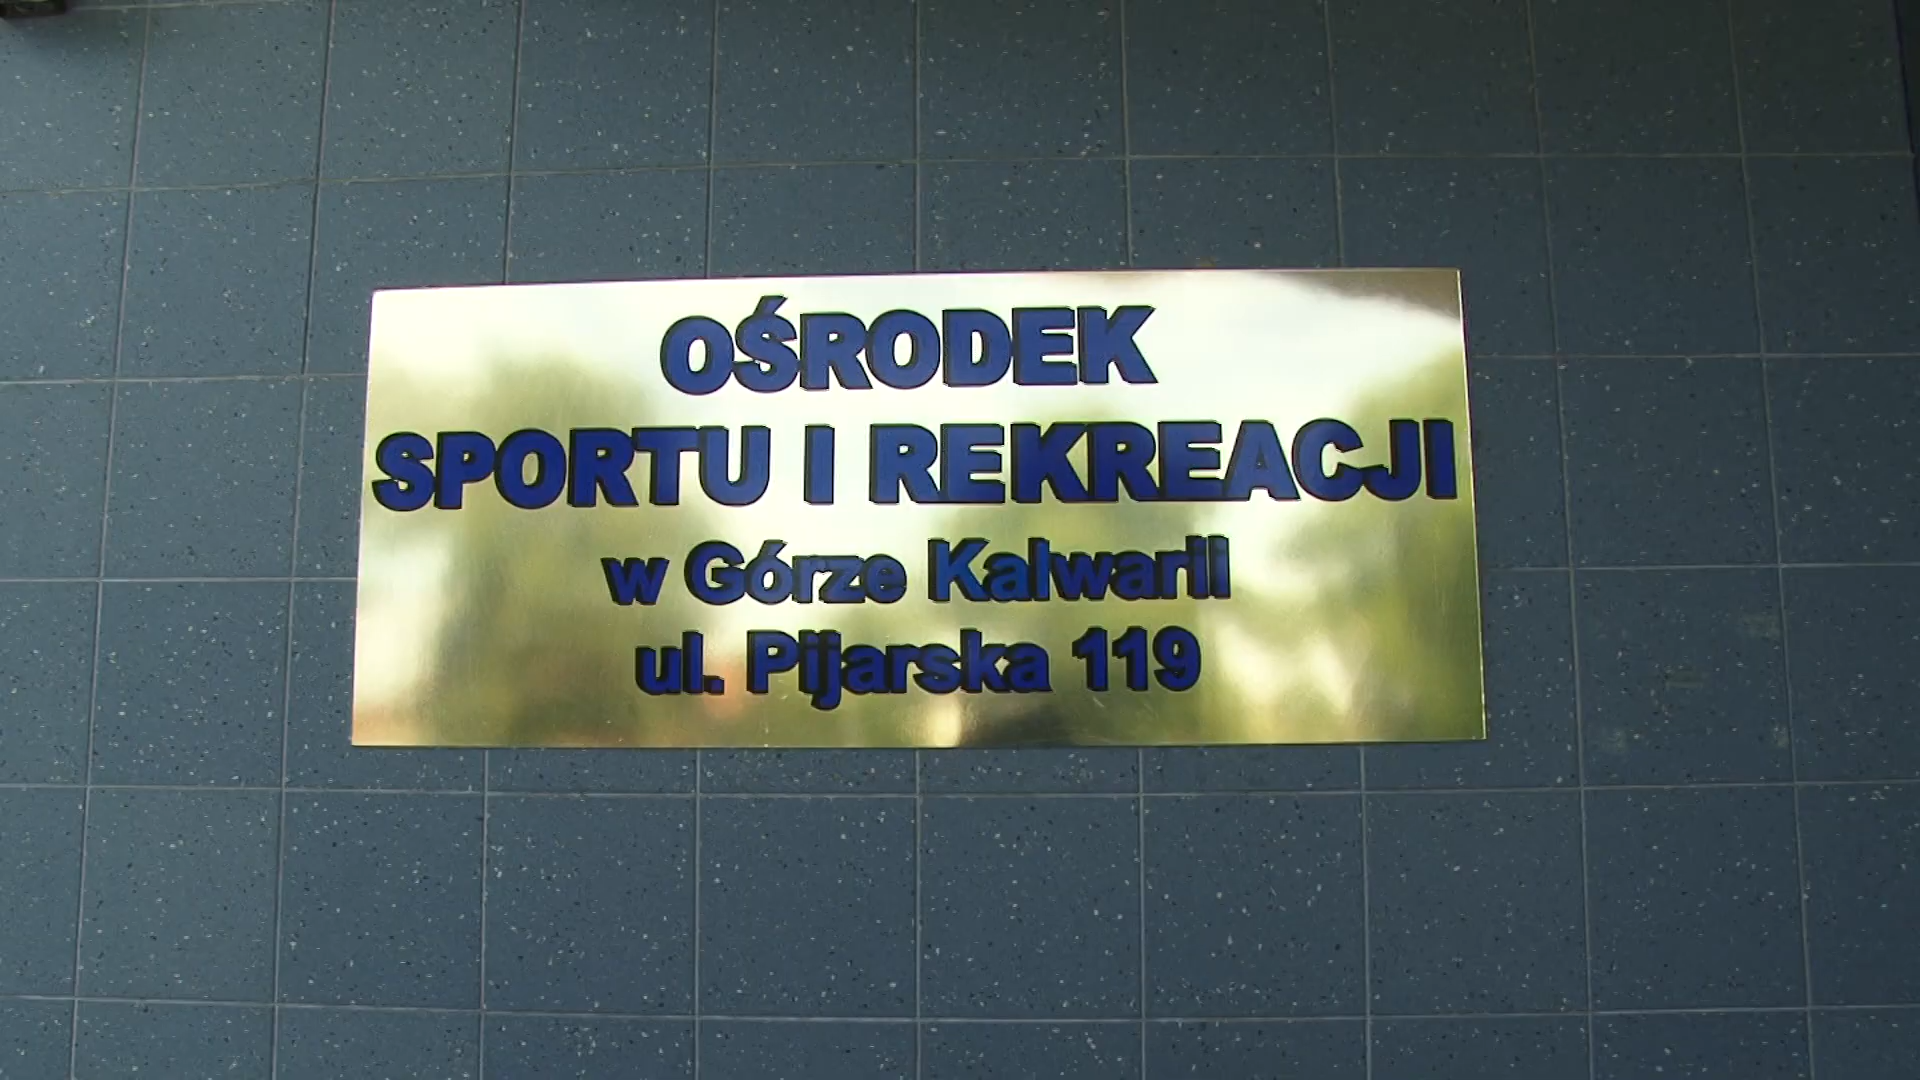 OŚRODEK
SPORTU I REKREACJI
w Górze Kalwarii
ul. Pijarska 119